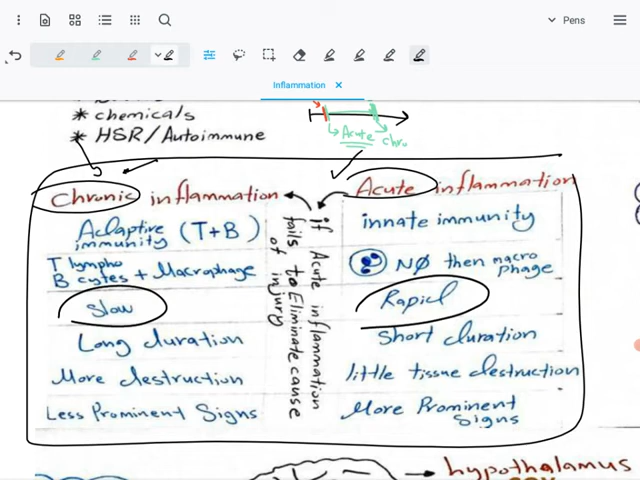 Pens
Inflammation
* chemicals
* HSR/Autoimmune
Acute
chro
Chronic inflammation
Adaptive (T+B)
immunity
T lympho
B cytes + Macrophage
Slow
Long duration
More destruction
Less Prominent Signs
if Acute inflammation
fails to Eliminate cause
of injury
Acute inflammation
innate immunity
NØ then macro
phage
Rapid
Short duration
little tissue destruction
More Prominent
Signs
hypothalamus